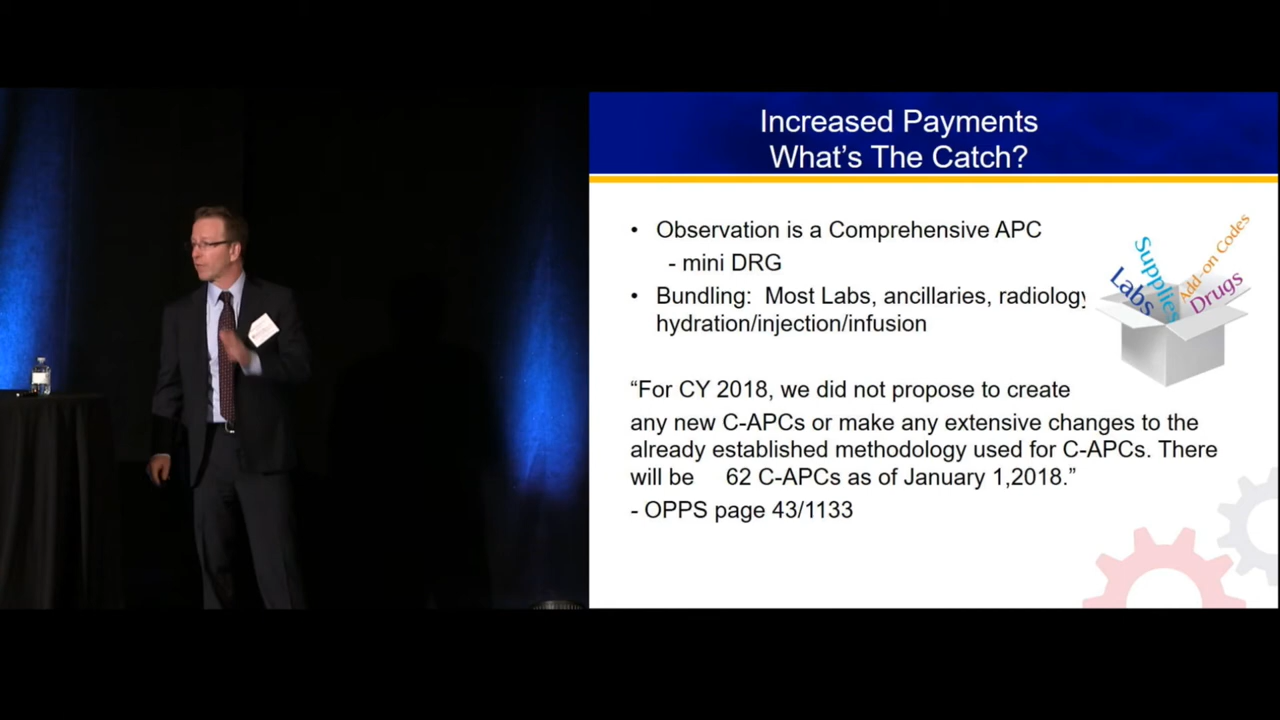 Increased Payments
What's The Catch?
• Observation is a Comprehensive APC
- mini DRG
• Bundling: Most Labs, ancillaries, radiology
hydration/injection/infusion
Labs
Supplies
Add-on Codes
Drugs
“For CY 2018, we did not propose to create
any new C-APCs or make any extensive changes to the
already established methodology used for C-APCs. There
will be 62 C-APCs as of January 1,2018.”
- OPPS page 43/1133